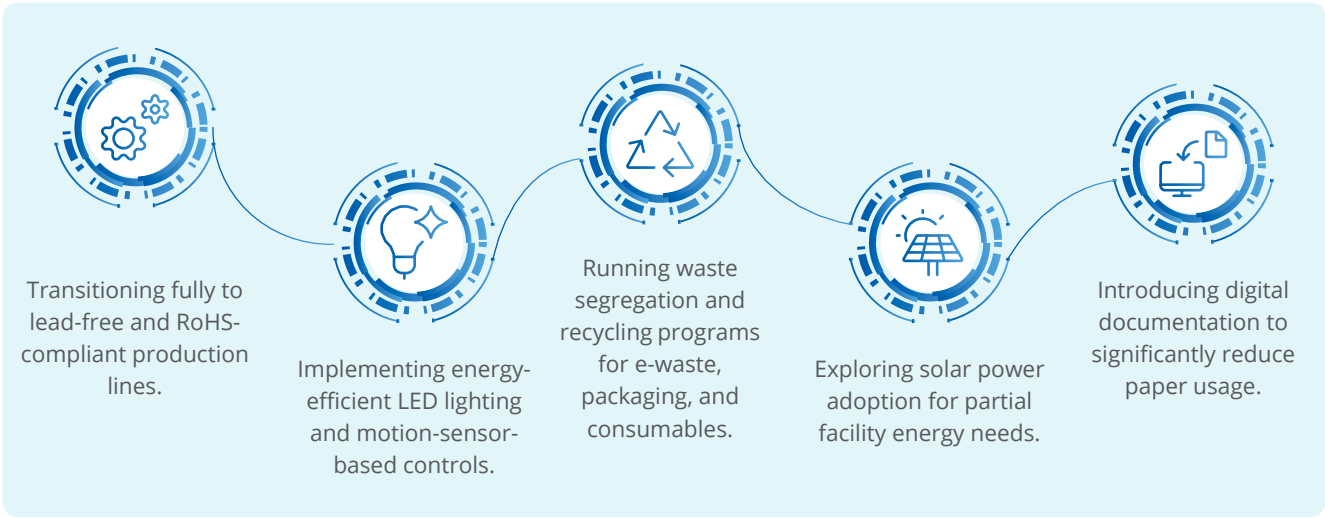 Transitioning fully to
lead-free and RoHS-
compliant production
lines.
Implementing energy-
efficient LED lighting
and motion-sensor-
based controls.
Running waste
segregation and
recycling programs
for e-waste,
packaging, and
consumables.
Exploring solar power
adoption for partial
facility energy needs.
Introducing digital
documentation to
significantly reduce
paper usage.